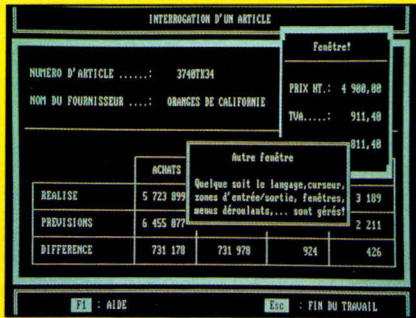 INTERROGATION D'UN ARTICLE
Fenêtre!
NUMERO D'ARTICLE ......: 3740TX34
PRIX HT.: 4 900,00
NOM DU FOURNISSEUR ....: ORANGES DE CALIFORNIE
TVA.....: 911,40
811,40
Autre fenêtre
ACHATS
Quelque soit le langage,curseur,
zones d'entrée/sortie, fenêtres,
menus déroulants,... sont gérés!
REALISE 5 723 899 3 189
PREVISIONS 6 455 077 2 211
DIFFERENCE 731 178 731 978 924 426
F1 : AIDE Esc : FIN DU TRAVAIL